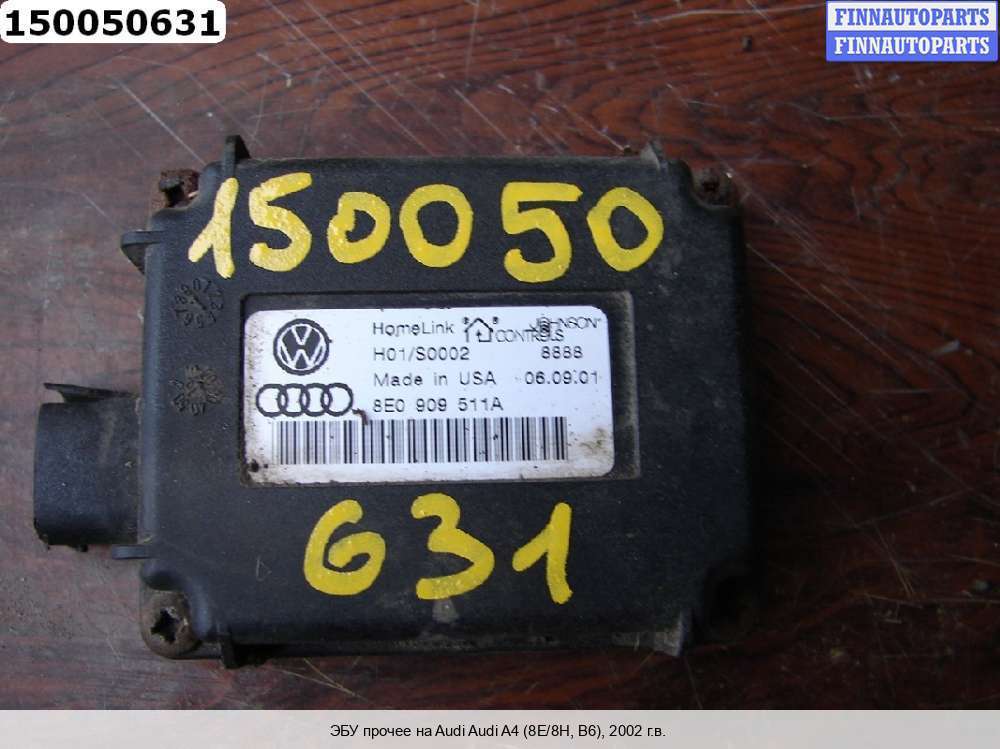 150050631
FINNAUTOPARTS
FINNAUTOPARTS
150050
HomeLink JOHNSON CONTROLS
H01/S0002 8888
Made in USA 06.09.01
8E0 909 511A
631
ЭБУ прочее на Audi Audi A4 (8E/8H, B6), 2002 г.в.